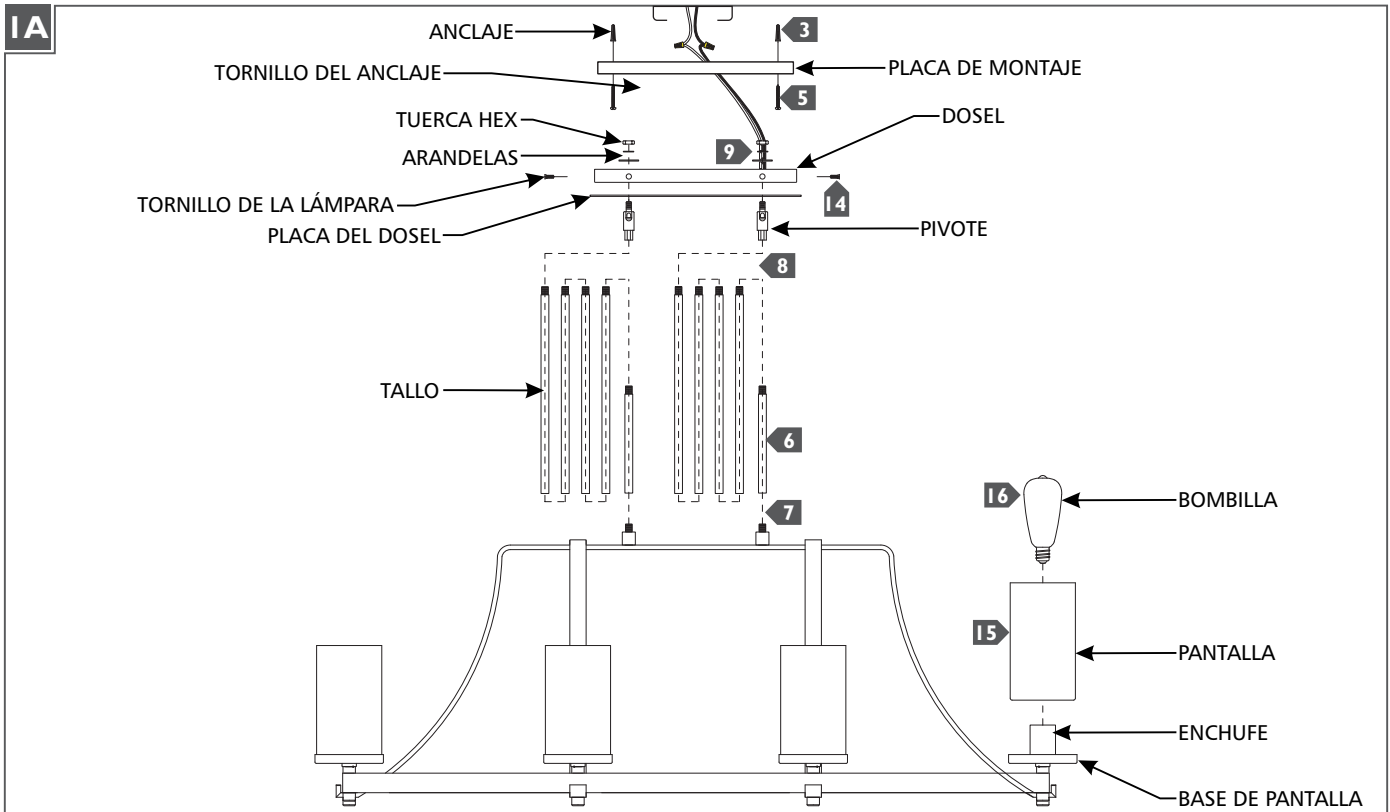 1A
ANCLAJE
3
TORNILLO DEL ANCLAJE
PLACA DE MONTAJE
5
TUERCA HEX
DOSEL
ARANDELAS
9
TORNILLO DE LA LÁMPARA
14
PLACA DEL DOSEL
PIVOTE
8
TALLO
6
7
16
BOMBILLA
15
PANTALLA
ENCHUFE
BASE DE PANTALLA